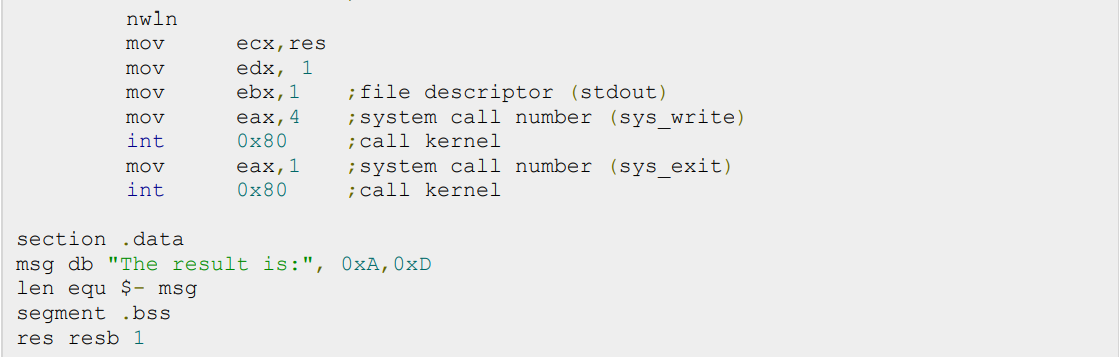 nwln
mov ecx,res
mov edx, 1
mov ebx,1 ;file descriptor (stdout)
mov eax,4 ;system call number (sys_write)
int 0x80 ;call kernel
mov eax,1 ;system call number (sys_exit)
int 0x80 ;call kernel
section .data
msg db "The result is:", 0xA,0xD
len equ $- msg
segment .bss
res resb 1